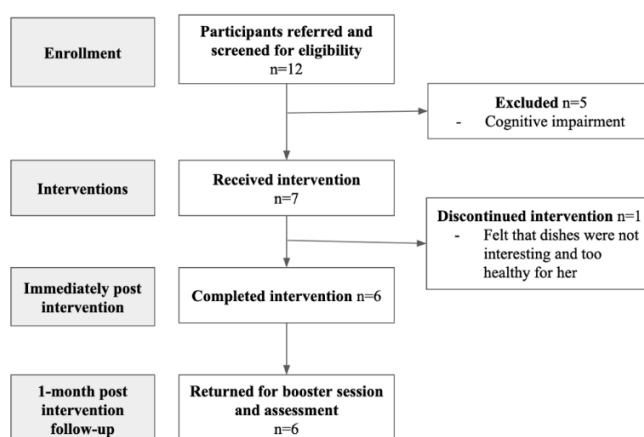 Enrollment
Participants referred and
screened for eligibility
n=12
Excluded n=5
- Cognitive impairment
Interventions
Received intervention
n=7
Discontinued intervention n=1
- Felt that dishes were not
interesting and too
healthy for her
Immediately post
intervention
Completed intervention n=6
1-month post
intervention
follow-up
Returned for booster session
and assessment
n=6